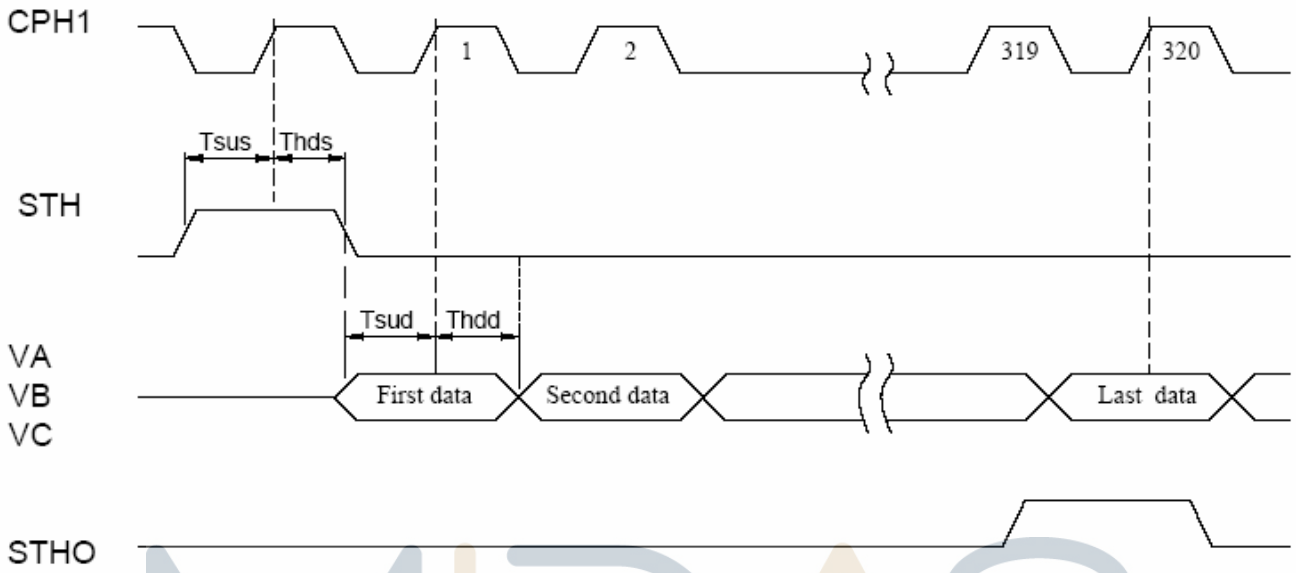 CPH1
1
2
319
320
Tsus
Thds
STH
Tsud
Thdd
VA
VB
VC
First data
Second data
Last data
STHO